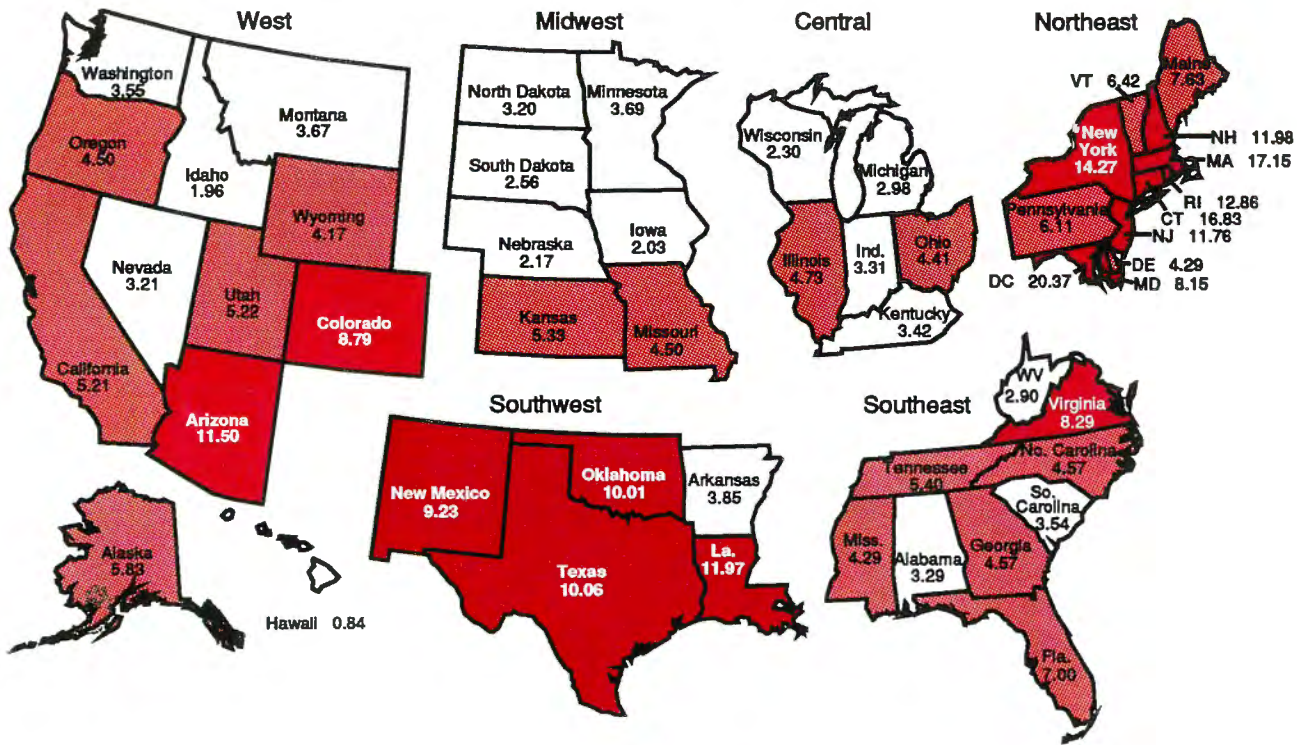 West
Washington
3.55
Montana
3.67
Oregon
4.50
Idaho
1.96
Wyoming
4.17
Nevada
3.21
Utah
5.22
Colorado
8.79
California
5.21
Arizona
11.50
Alaska
5.83
Hawaii 0.84
Midwest
North Dakota
3.20
Minnesota
3.69
South Dakota
2.56
Nebraska
2.17
Iowa
2.03
Kansas
5.33
Missouri
4.50
Central
Wisconsin
2.30
Michigan
2.98
Illinois
4.73
Ind.
3.31
Ohio
4.41
Kentucky
3.42
Northeast
Maine
7.63
VT 6.42
New
York
14.27
NH 11.98
MA 17.15
RI 12.86
CT 16.83
NJ 11.76
Pennsylvania
6.11
DE 4.29
MD 8.15
DC 20.37
Southwest
New Mexico
9.23
Oklahoma
10.01
Arkansas
3.85
Texas
10.06
La.
11.97
Southeast
WV
2.90
Virginia
8.29
No. Carolina
4.57
Tennessee
5.40
So.
Carolina
3.54
Miss.
4.29
Alabama
3.29
Georgia
4.57
Fla.
7.00